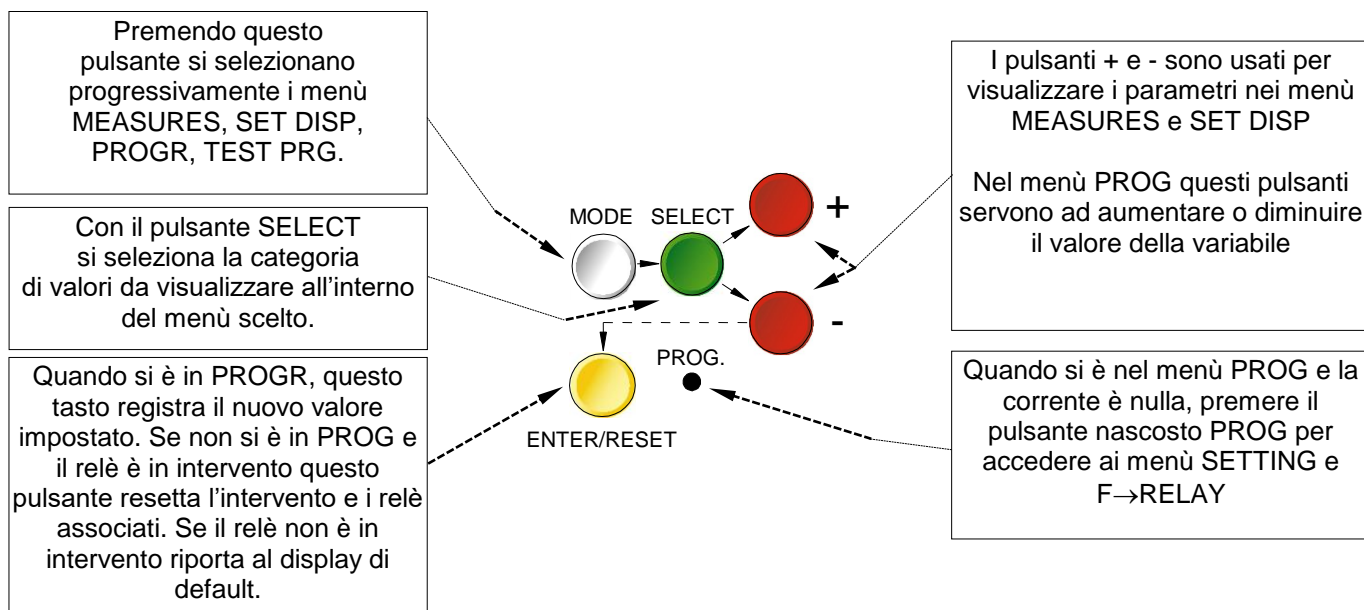 Premendo questo
pulsante si selezionano
progressivamente i menù
MEASURES, SET DISP,
PROGR, TEST PRG.
Con il pulsante SELECT
si seleziona la categoria
di valori da visualizzare all'interno
del menù scelto.
Quando si è in PROGR, questo
tasto registra il nuovo valore
impostato. Se non si è in PROG e
il relè è in intervento questo
pulsante resetta l'intervento e i relè
associati. Se il relè non è in
intervento riporta al display di
default.
MODE
SELECT
+
-
PROG.
ENTER/RESET
I pulsanti + e - sono usati per
visualizzare i parametri nei menù
MEASURES e SET DISP
Nel menù PROG questi pulsanti
servono ad aumentare o diminuire
il valore della variabile
Quando si è nel menù PROG e la
corrente è nulla, premere il
pulsante nascosto PROG per
accedere ai menù SETTING e
F→RELAY